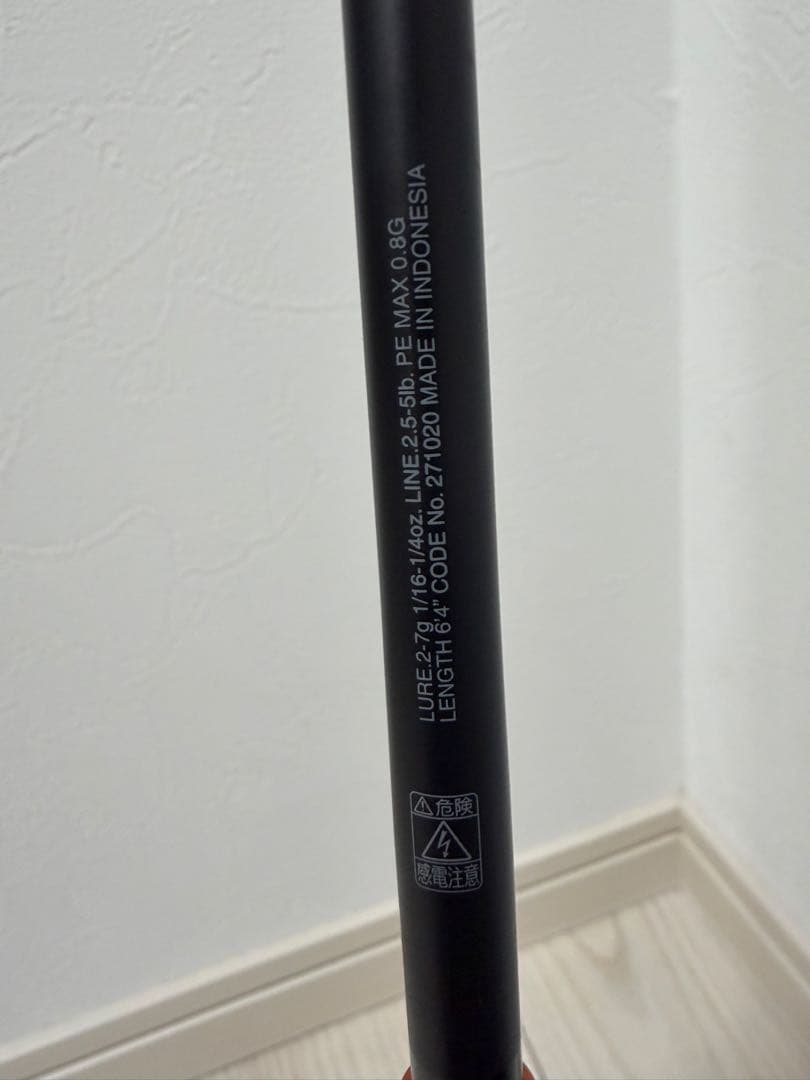 LURE.2-7g 1/16-1/4oz. LINE.2.5-5lb. PE MAX 0.8G
LENGTH 6'4" CODE No. 271020 MADE IN INDONESIA
危険
感電注意